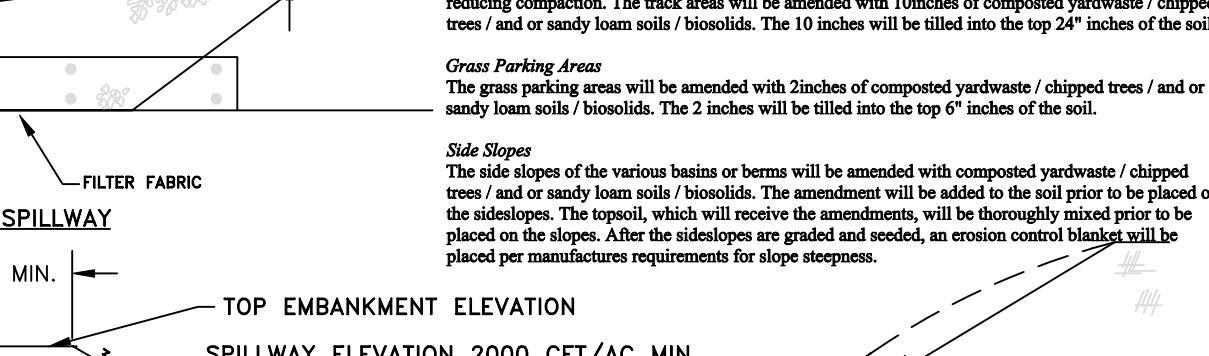 reducing compaction. The track areas will be amended with 10inches of composted yardwaste / chipped
trees / and or sandy loam soils / biosolids. The 10 inches will be tilled into the top 24" inches of the soil
Grass Parking Areas
The grass parking areas will be amended with 2inches of composted yardwaste / chipped trees / and or
sandy loam soils / biosolids. The 2 inches will be tilled into the top 6" inches of the soil.
Side Slopes
The side slopes of the various basins or berms will be amended with composted yardwaste / chipped
trees / and or sandy loam soils / biosolids. The amendment will be added to the soil prior to be placed
the sideslopes. The topsoil, which will receive the amendments, will be thoroughly mixed prior to be
placed on the slopes. After the sideslopes are graded and seeded, an erosion control blanket will be
placed per manufactures requirements for slope steepness.
FILTER FABRIC
SPILLWAY
MIN.
TOP EMBANKMENT ELEVATION
SPILLWAY ELEVATION 2000 CFT/AC MIN